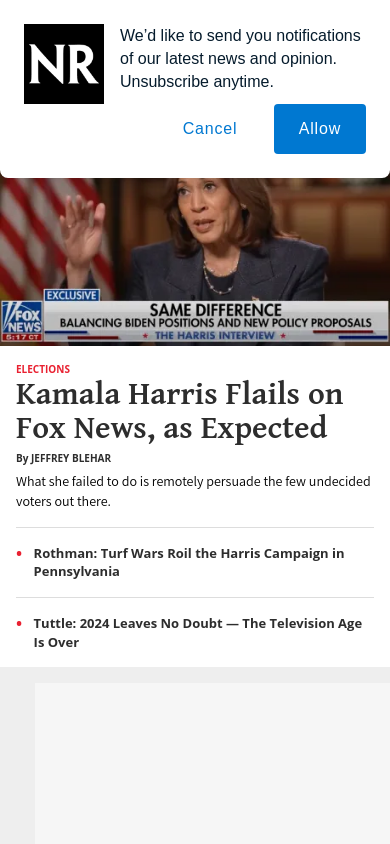 NR
We'd like to send you notifications
of our latest news and opinion.
Unsubscribe anytime.
Cancel
Allow
EXCLUSIVE
FOX
NEWS
5:17 CT
SAME DIFFERENCE
BALANCING BIDEN POSITIONS AND NEW POLICY PROPOSALS
THE HARRIS INTERVIEW
ELECTIONS
Kamala Harris Flails on
Fox News, as Expected
By JEFFREY BLEHAR
What she failed to do is remotely persuade the few undecided
voters out there.
• Rothman: Turf Wars Roil the Harris Campaign in
Pennsylvania
• Tuttle: 2024 Leaves No Doubt — The Television Age
Is Over